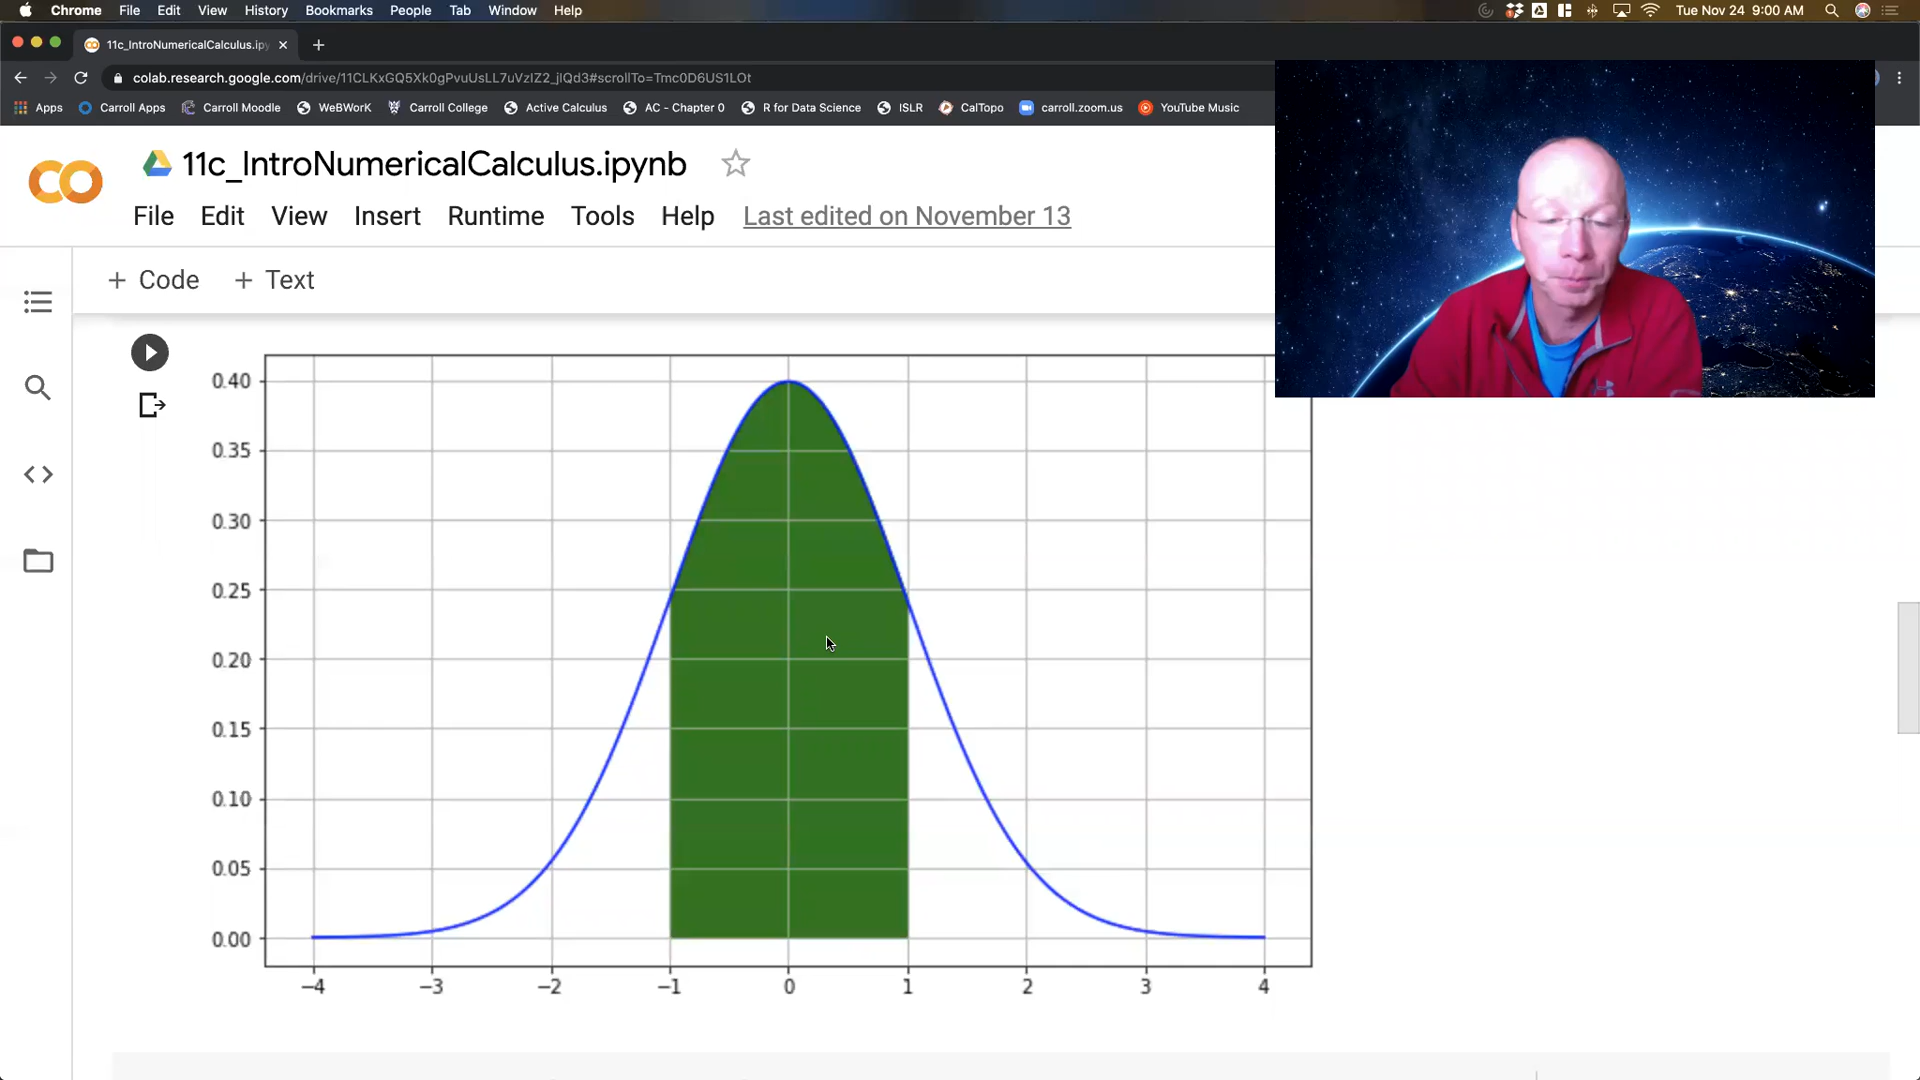 Chrome File Edit View History Bookmarks People Tab Window Help Tue Nov 24 9:00 AM
11c_IntroNumericalCalculus.ipy
colab.research.google.com/drive/11CLKxGQ5Xk0gPvuUsLL7uVzIZ2_jIQd3#scrollTo=Tmc0D6US1LOt
Apps Carroll Apps Carroll Moodle WeBWorK Carroll College Active Calculus AC - Chapter 0 R for Data Science ISLR CalTopo carroll.zoom.us YouTube Music
11c_IntroNumericalCalculus.ipynb
File Edit View Insert Runtime Tools Help Last edited on November 13
+ Code + Text
0.40
0.35
0.30
0.25
0.20
0.15
0.10
0.05
0.00
−4 −3 −2 −1 0 1 2 3 4